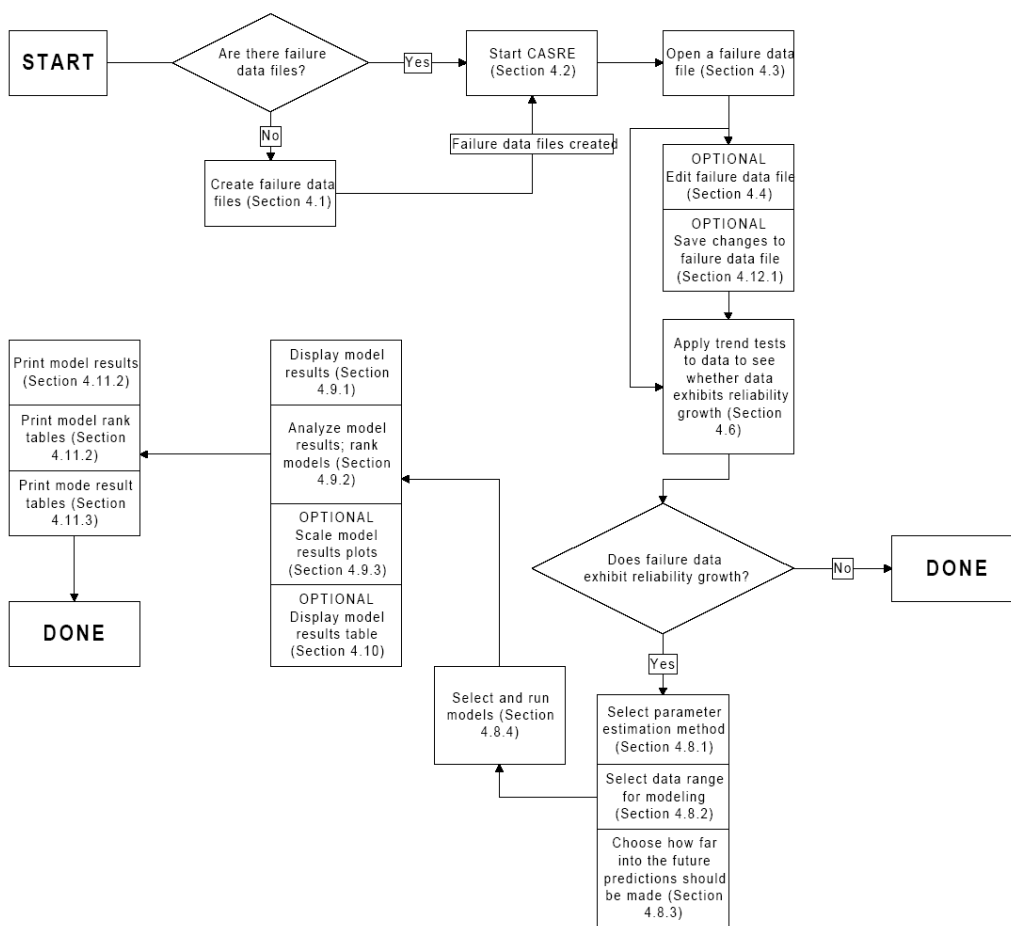 START
Are there failure
data files?
Yes
Start CASRE
(Section 4.2)
Open a failure data
file (Section 4.3)
No
Failure data files created
Create failure data
files (Section 4.1)
OPTIONAL
Edit failure data file
(Section 4.4)
OPTIONAL
Save changes to
failure data file
(Section 4.12.1)
Apply trend tests
to data to see
whether data
exhibits reliability
growth (Section
4.6)
Does failure data
exhibit reliability growth?
No
DONE
Yes
Select parameter
estimation method
(Section 4.8.1)
Select data range
for modeling
(Section 4.8.2)
Choose how far
into the future
predictions should
be made (Section
4.8.3)
Select and run
models (Section
4.8.4)
Display model
results (Section
4.9.1)
Analyze model
results; rank
models (Section
4.9.2)
OPTIONAL
Scale model
results plots
(Section 4.9.3)
OPTIONAL
Display model
results table
(Section 4.10)
Print model results
(Section 4.11.2)
Print model rank
tables (Section
4.11.2)
Print mode result
tables (Section
4.11.3)
DONE